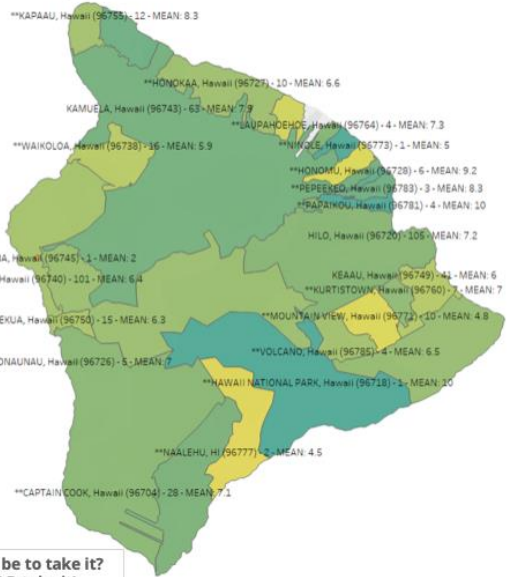 **KAPAAU, Hawaii (96755) - 12 - MEAN: 8.3
**HONOKAA, Hawaii (96727) - 10 - MEAN: 6.6
KAMUELA, Hawaii (96743) - 63 - MEAN: 7.9
**LAUPAHOEHOE, Hawaii (96764) - 4 - MEAN: 7.3
**WAIKOLOA, Hawaii (96738) - 16 - MEAN: 5.9
**NINOLE, Hawaii (96773) - 1 - MEAN: 5
**HONOMU, Hawaii (96728) - 6 - MEAN: 9.2
**PEPEEKEO, Hawaii (96783) - 3 - MEAN: 8.3
**PAPAIKOU, Hawaii (96781) - 4 - MEAN: 10
HILO, Hawaii (96720) - 105 - MEAN: 7.2
A, Hawaii (96745) - 1 - MEAN: 2
KEAAU, Hawaii (96749) - 41 - MEAN: 6
Hawaii (96740) - 101 - MEAN: 6.4
**KURTISTOWN, Hawaii (96760) - 7 - MEAN: 7
**MOUNTAIN VIEW, Hawaii (96771) - 10 - MEAN: 4.8
EKUA, Hawaii (96750) - 15 - MEAN: 6.3
**VOLCANO, Hawaii (96785) - 4 - MEAN: 6.5
ONAUNAU, Hawaii (96726) - 5 - MEAN: 7
**HAWAII NATIONAL PARK, Hawaii (96718) - 1 - MEAN: 10
**NAALEHU, HI (96777) - 2 - MEAN: 4.5
**CAPTAIN COOK, Hawaii (96704) - 28 - MEAN: 7.1
be to take it?